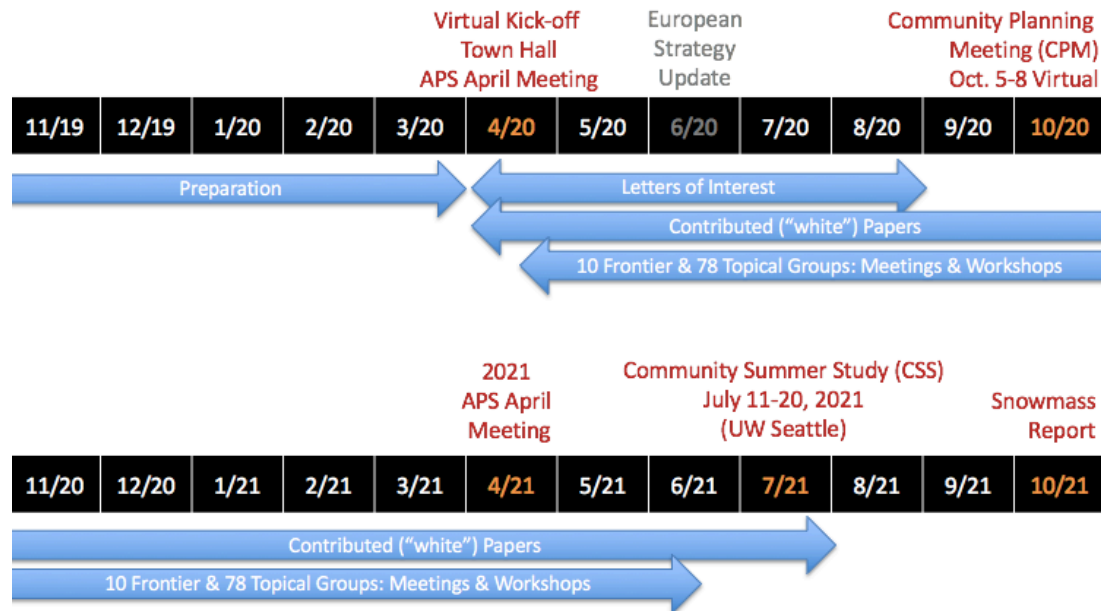 Virtual Kick-off
Town Hall
APS April Meeting
European
Strategy
Update
Community Planning
Meeting (CPM)
Oct. 5-8 Virtual
11/19 12/19 1/20 2/20 3/20 4/20 5/20 6/20 7/20 8/20 9/20 10/20
Preparation
Letters of Interest
Contributed (“white”) Papers
10 Frontier & 78 Topical Groups: Meetings & Workshops
2021
APS April
Meeting
Community Summer Study (CSS)
July 11-20, 2021
(UW Seattle)
Snowmass
Report
11/20 12/20 1/21 2/21 3/21 4/21 5/21 6/21 7/21 8/21 9/21 10/21
Contributed (“white”) Papers
10 Frontier & 78 Topical Groups: Meetings & Workshops